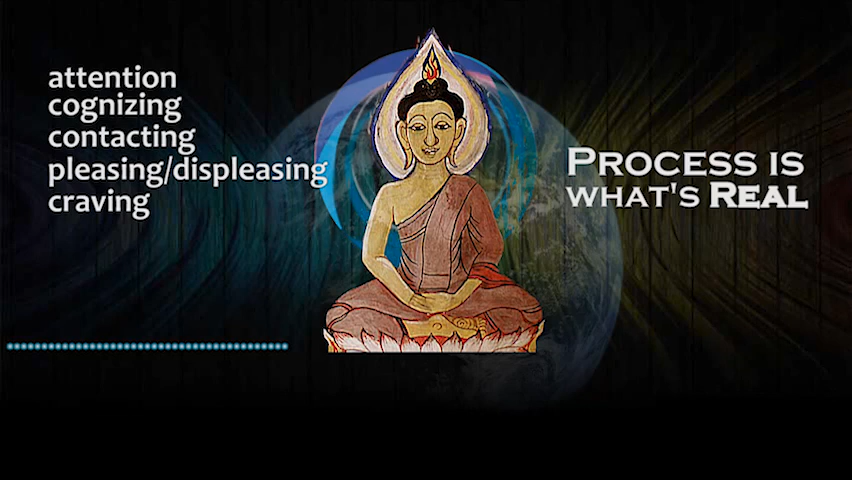 attention
cognizing
contacting
pleasing/displeasing
craving
PROCESS IS
WHAT'S REAL